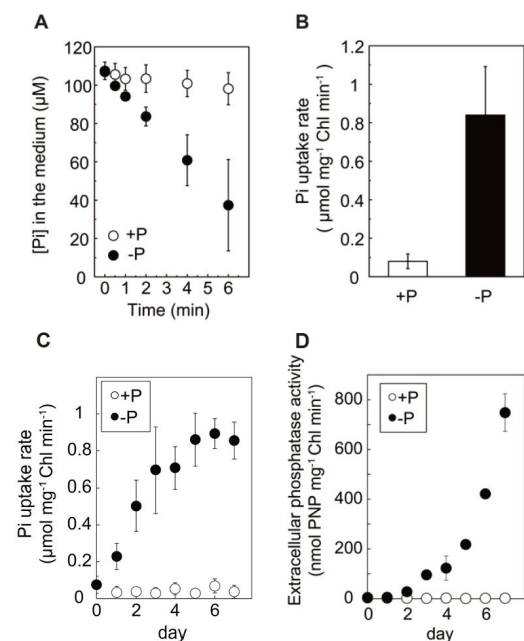 A
[Pi] in the medium (µM)
120
100
80
60
40
20
0
+P
-P
0 1 2 3 4 5 6
Time (min)
B
Pi uptake rate
( µmol mg⁻¹ Chl min⁻¹ )
1.2
1
0.8
0.6
0.4
0.2
0
+P
-P
C
Pi uptake rate
(µmol mg⁻¹ Chl min⁻¹)
+P
-P
1
0.8
0.6
0.4
0.2
0
0 2 4 6
day
D
Extracellular phosphatase activity
(nmol PNP mg⁻¹ Chl min⁻¹)
+P
-P
800
600
400
200
0
0 2 4 6
day